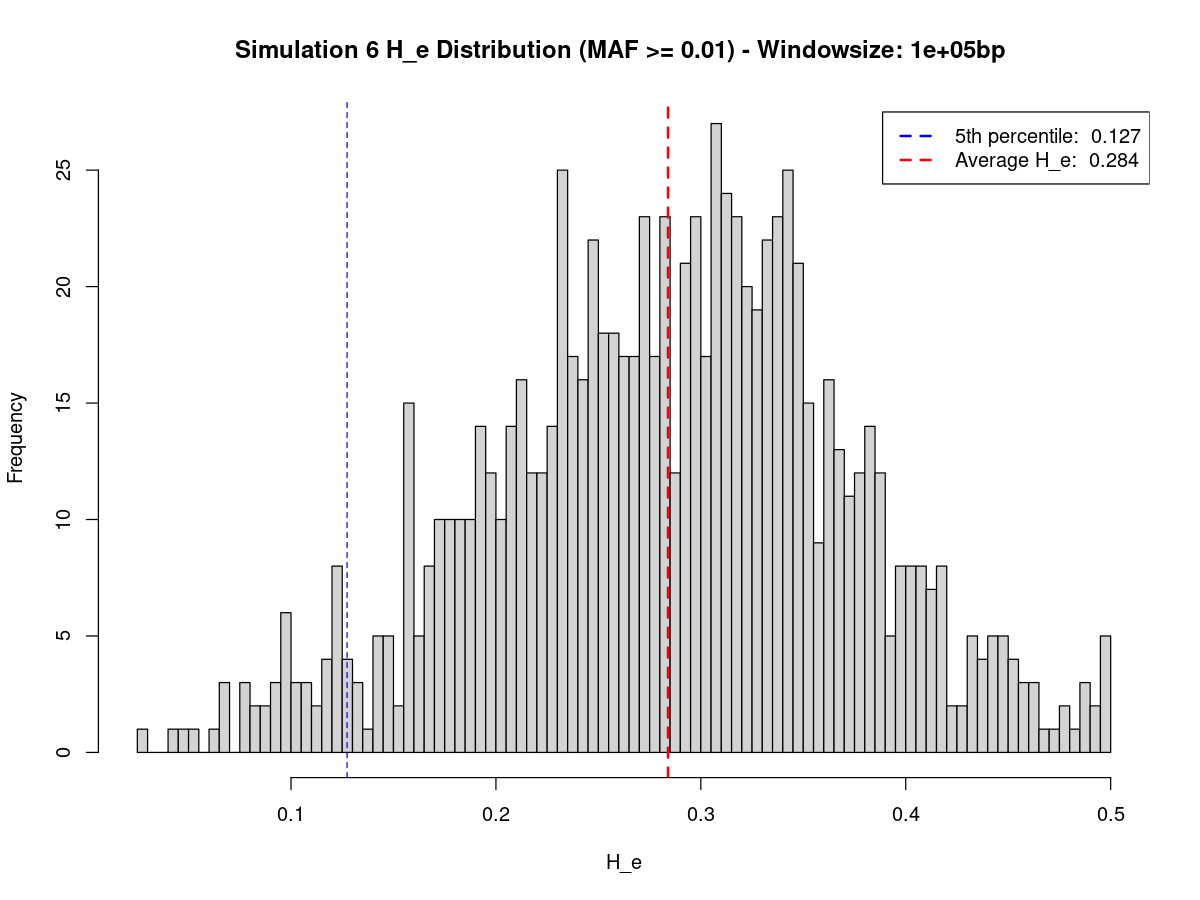 Simulation 6 H_e Distribution (MAF >= 0.01) - Windowsize: 1e+05bp
5th percentile:  0.127
Average H_e:  0.284
Frequency
25
20
15
10
5
0
0.1 0.2 0.3 0.4 0.5
H_e